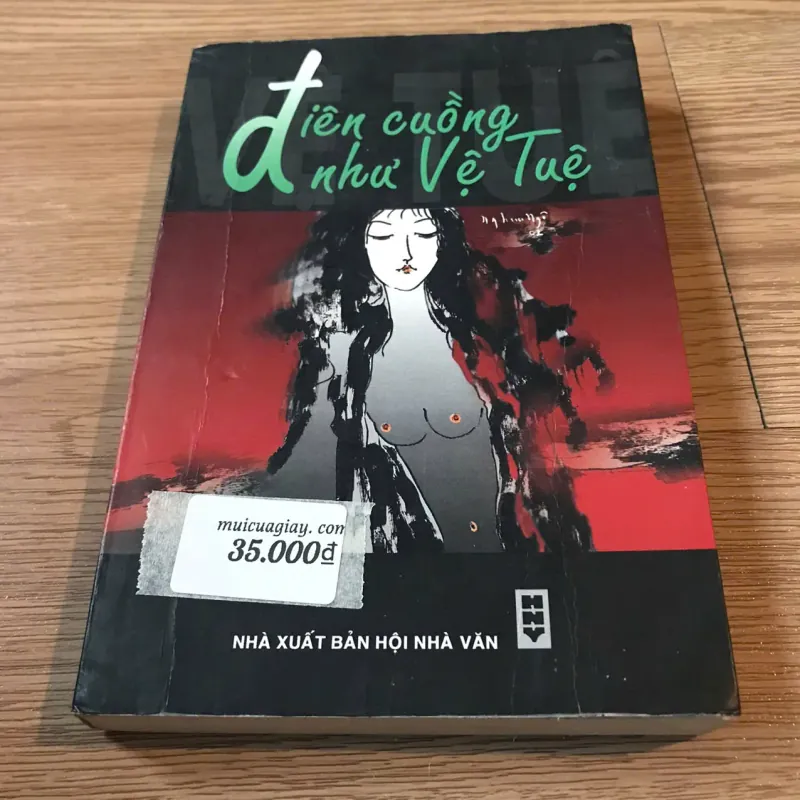 VỆ TUỆ
điên cuồng
như Vệ Tuệ
muicuagiay. com
35.000đ
NHÀ XUẤT BẢN HỘI NHÀ VĂN